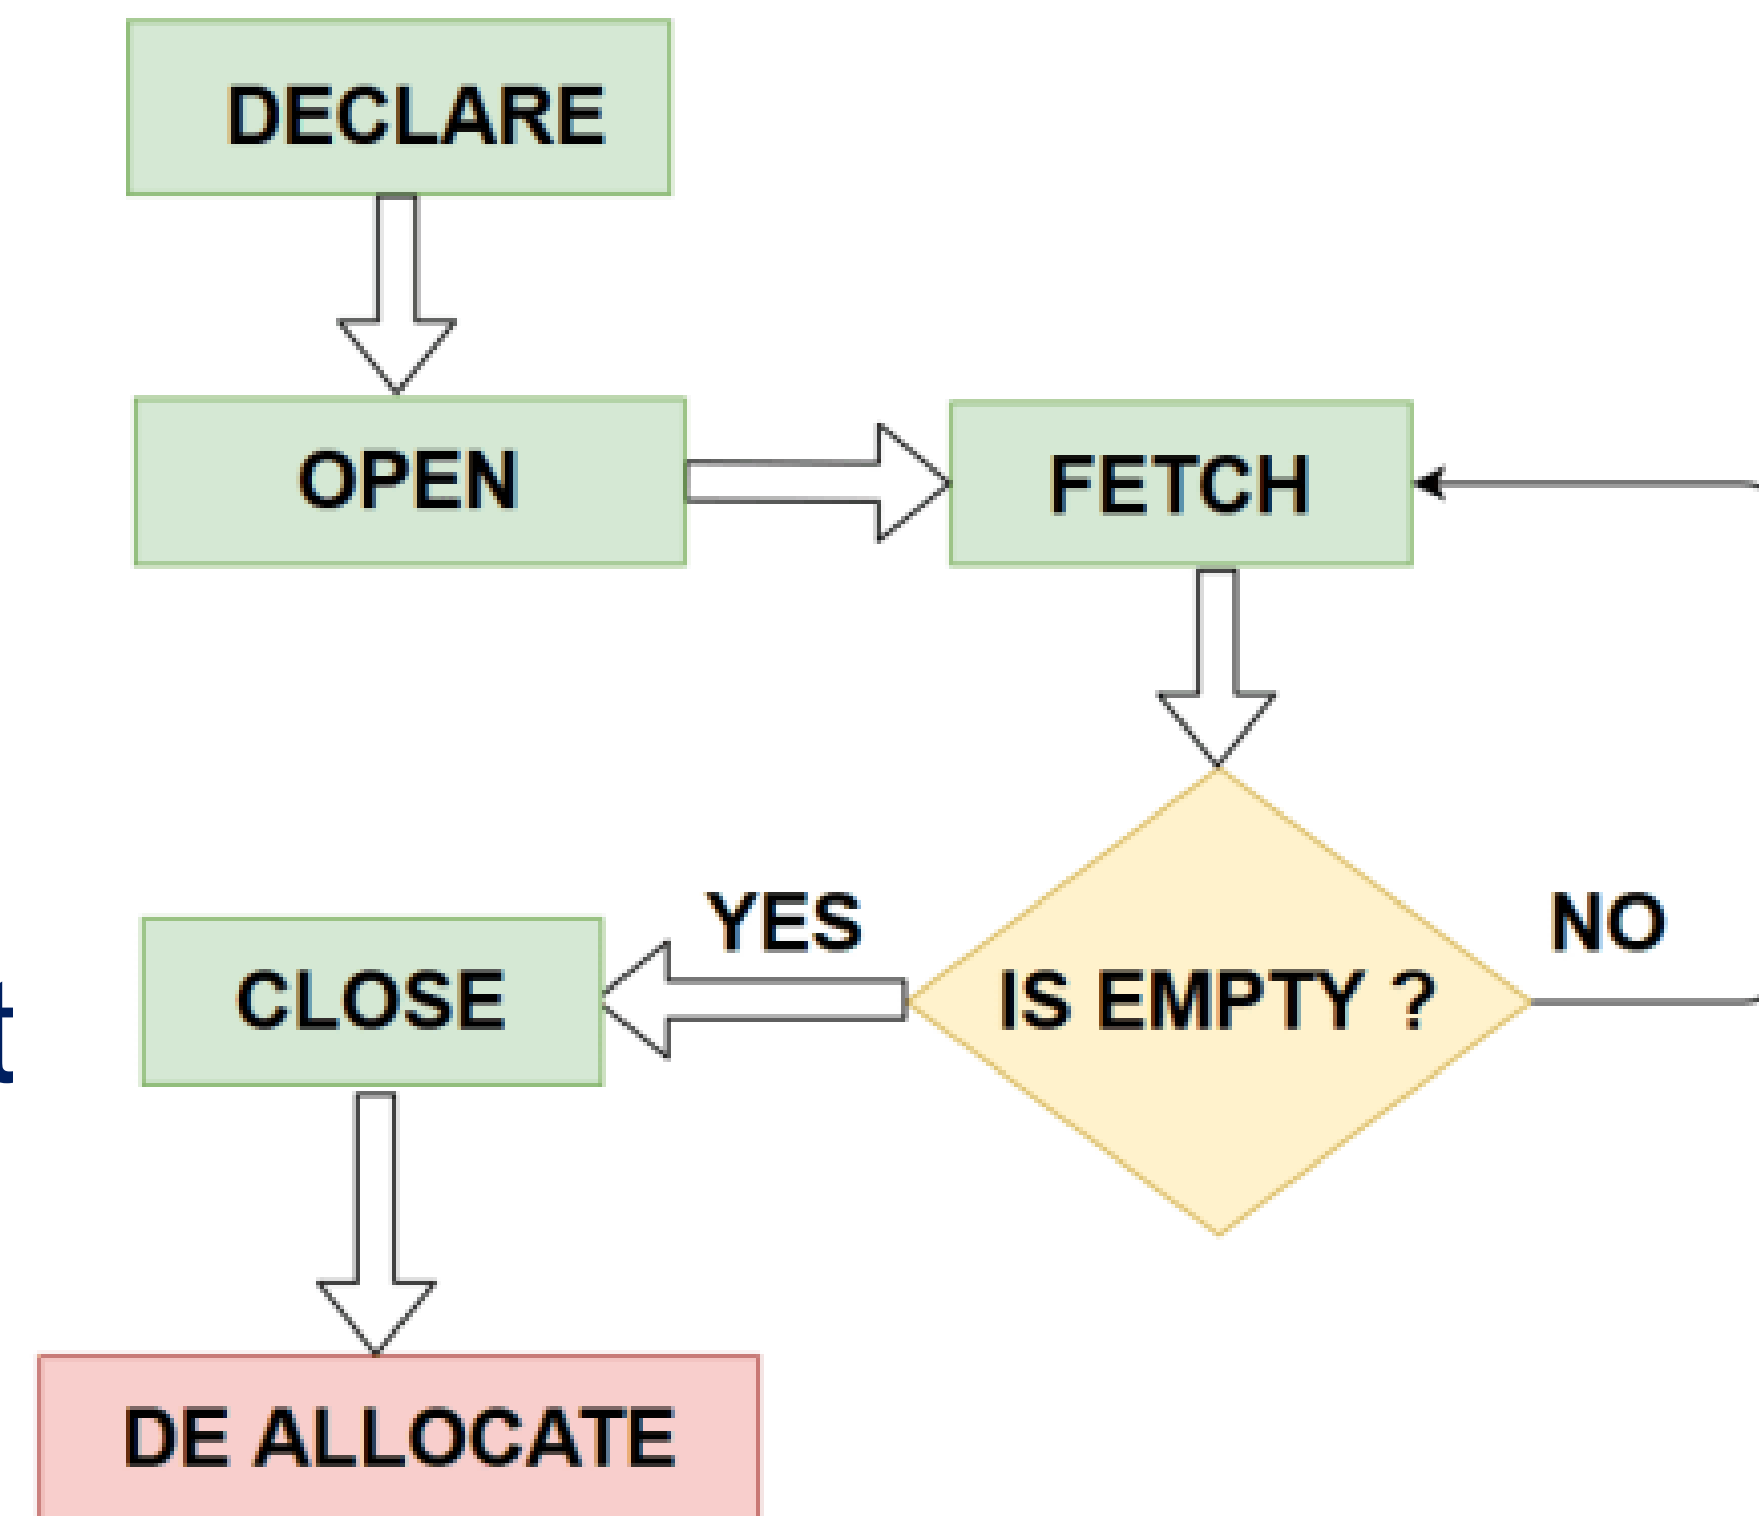 DECLARE
OPEN
FETCH
YES
NO
CLOSE
IS EMPTY ?
t
DE ALLOCATE